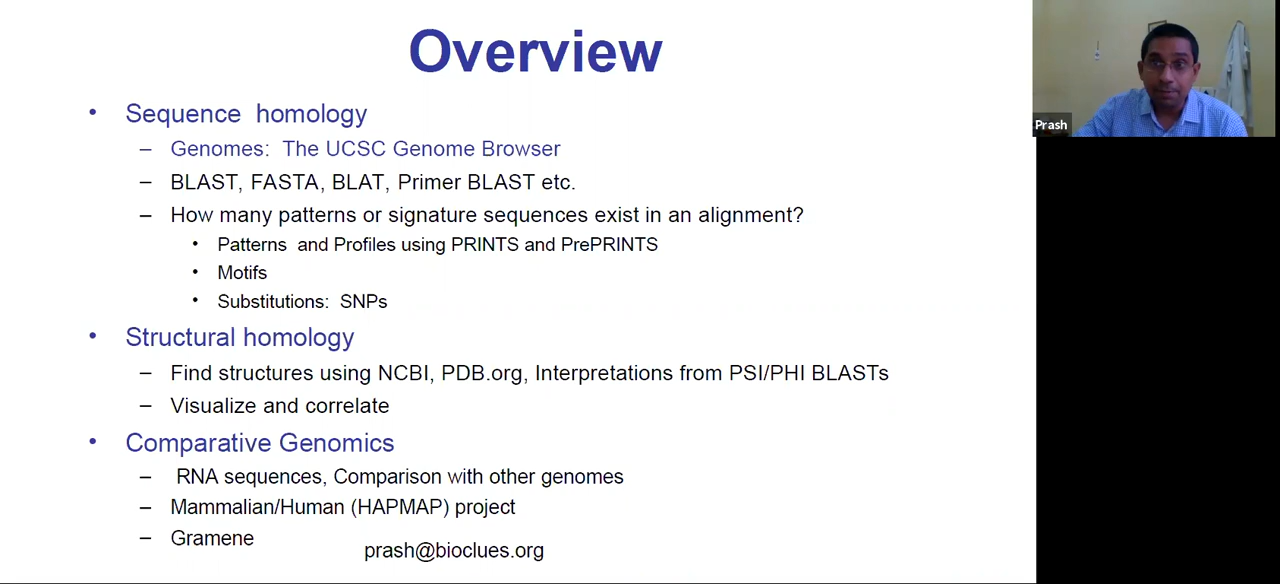 Overview
• Sequence homology
– Genomes: The UCSC Genome Browser
– BLAST, FASTA, BLAT, Primer BLAST etc.
– How many patterns or signature sequences exist in an alignment?
• Patterns and Profiles using PRINTS and PrePRINTS
• Motifs
• Substitutions: SNPs
• Structural homology
– Find structures using NCBI, PDB.org, Interpretations from PSI/PHI BLASTs
– Visualize and correlate
• Comparative Genomics
– RNA sequences, Comparison with other genomes
– Mammalian/Human (HAPMAP) project
– Gramene
prash@bioclues.org
Prash